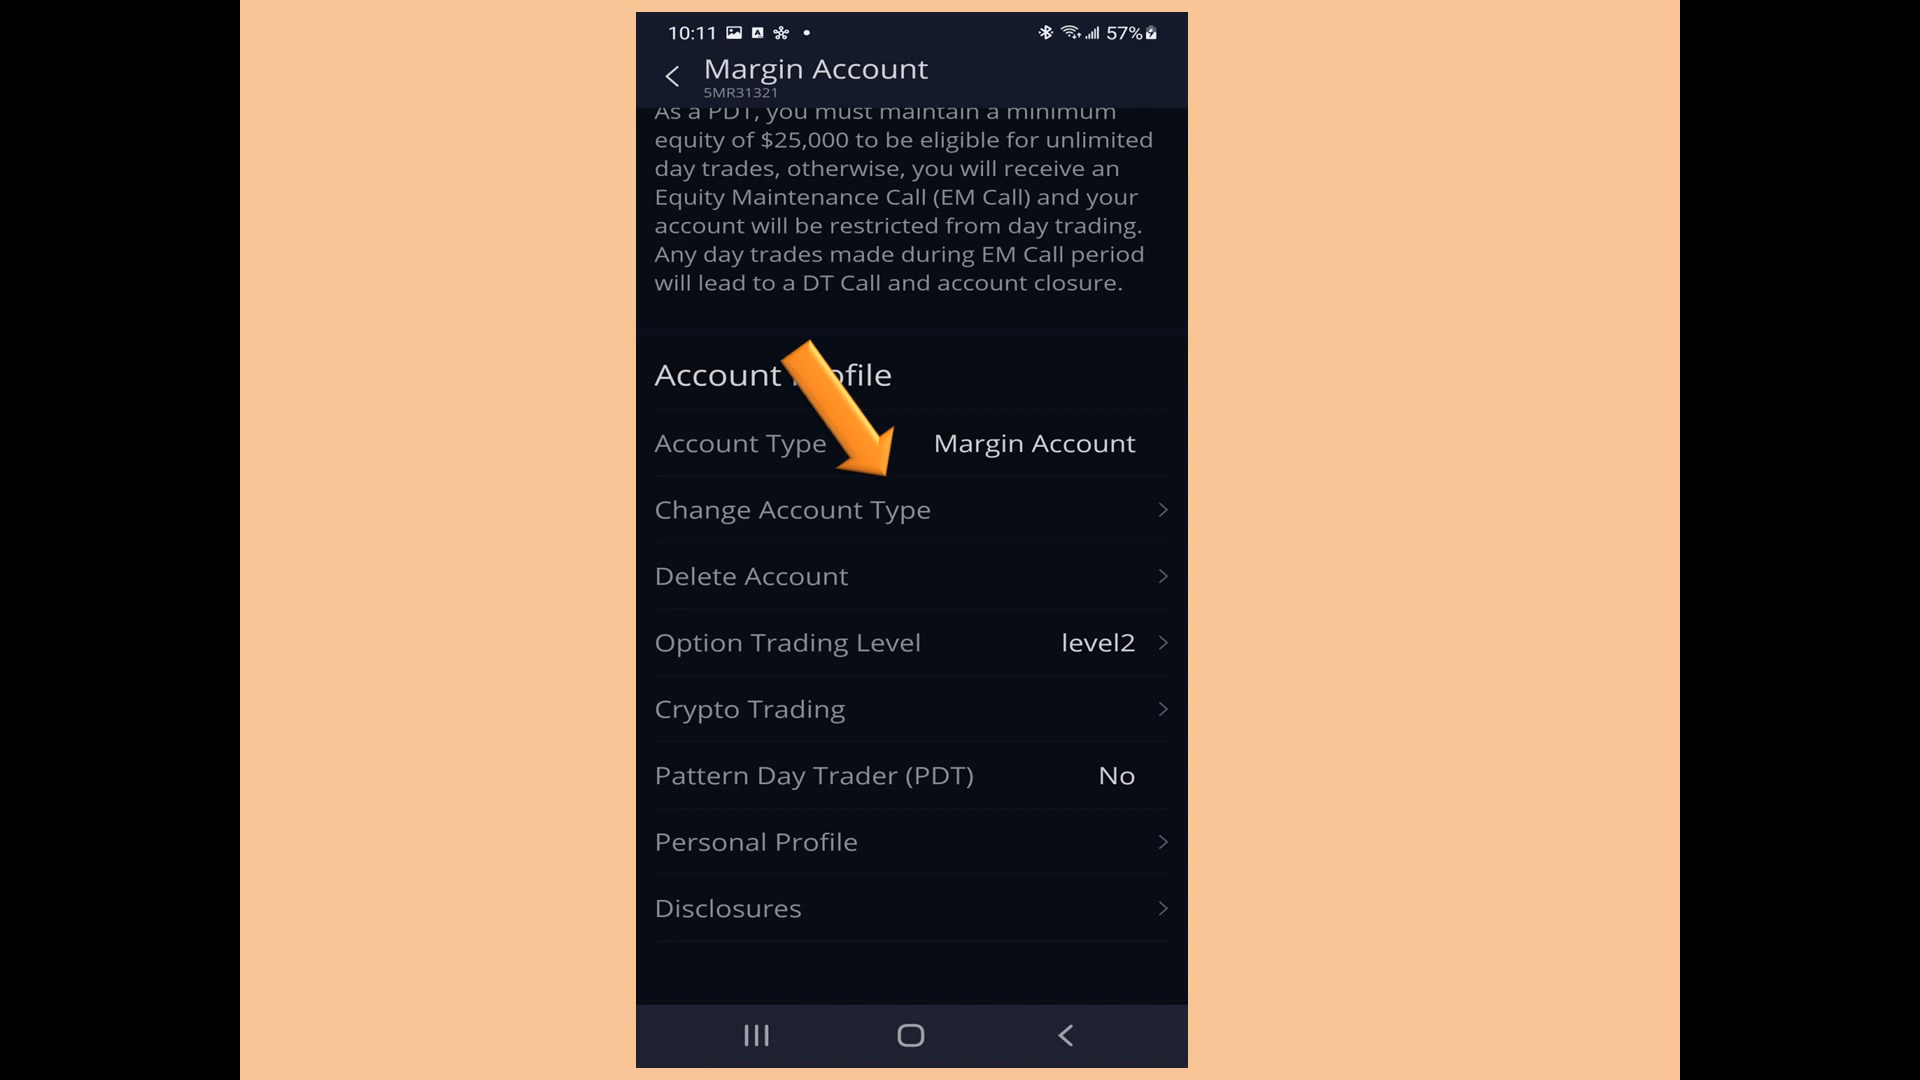 10:11
57%
Margin Account
5MR31321
As a PDT, you must maintain a minimum
equity of $25,000 to be eligible for unlimited
day trades, otherwise, you will receive an
Equity Maintenance Call (EM Call) and your
account will be restricted from day trading.
Any day trades made during EM Call period
will lead to a DT Call and account closure.
Account Profile
Account Type Margin Account
Change Account Type
Delete Account
Option Trading Level level2
Crypto Trading
Pattern Day Trader (PDT) No
Personal Profile
Disclosures